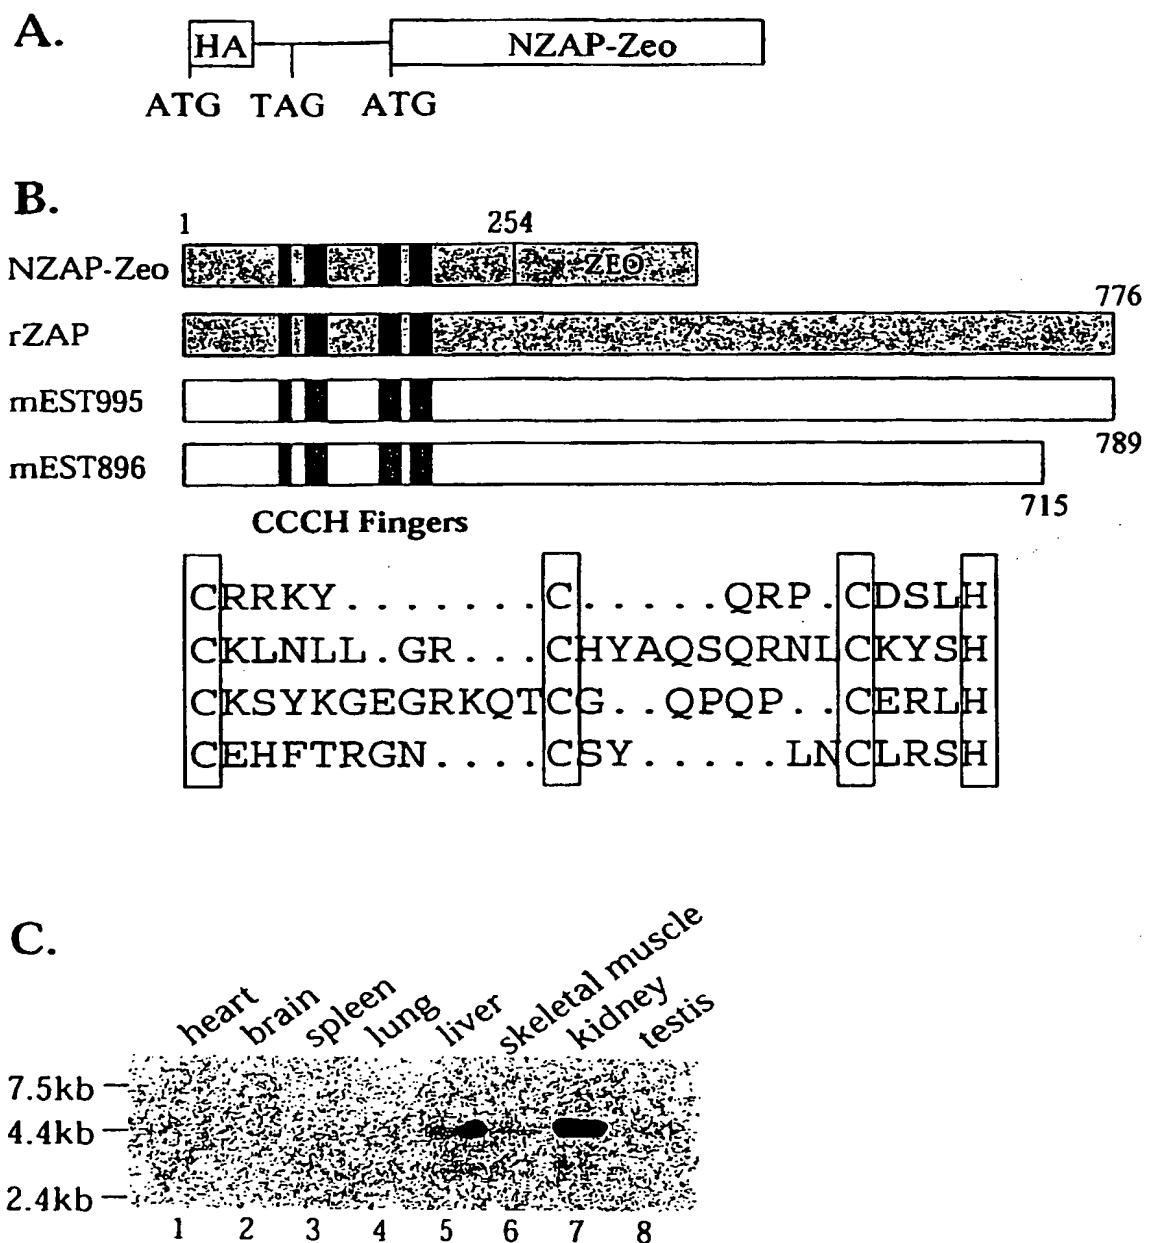 A.
HA NZAP-Zeo
ATG TAG ATG
B.
1 254
NZAP-Zeo ZEO
776
rZAP
mEST995
789
mEST896
715
CCCH Fingers
CRRKY.......C.....QRP.CDSLH
CKLNLL.GR...CHYAQSQRNLCKYSH
CKSYKGEGRKQTCG..QPQP..CERLH
CEHFTRGN....CSY.....LNCLRSH
C.
heart brain spleen lung liver skeletal muscle kidney testis
7.5kb
4.4kb
2.4kb
1 2 3 4 5 6 7 8